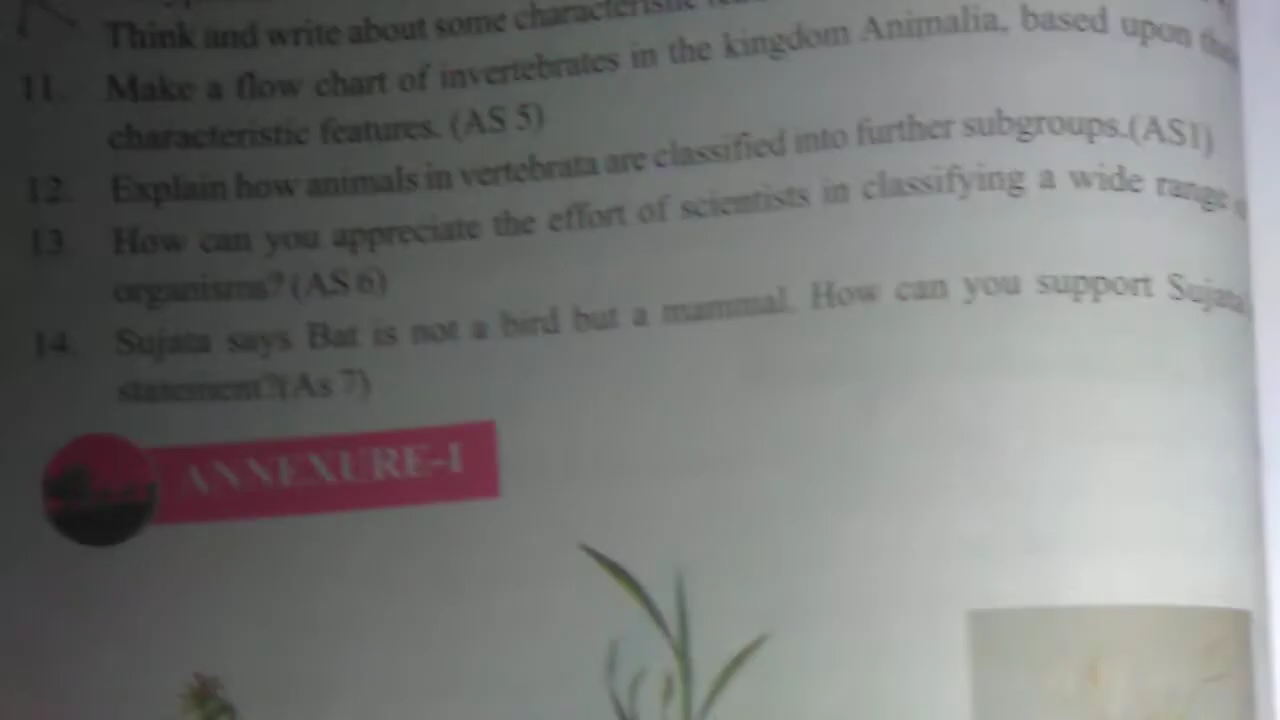 Think and write about some characteristic
11. Make a flow chart of invertebrates in the kingdom Animalia, based upon the
characteristic features. (AS 5)
12. Explain how animals in vertebrata are classified into further subgroups.(AS1)
13. How can you appreciate the effort of scientists in classifying a wide range
organisms? (AS 6)
14. Sujata says Bat is not a bird but a mammal. How can you support Sujata
statement?(As 7)
ANNEXURE-I